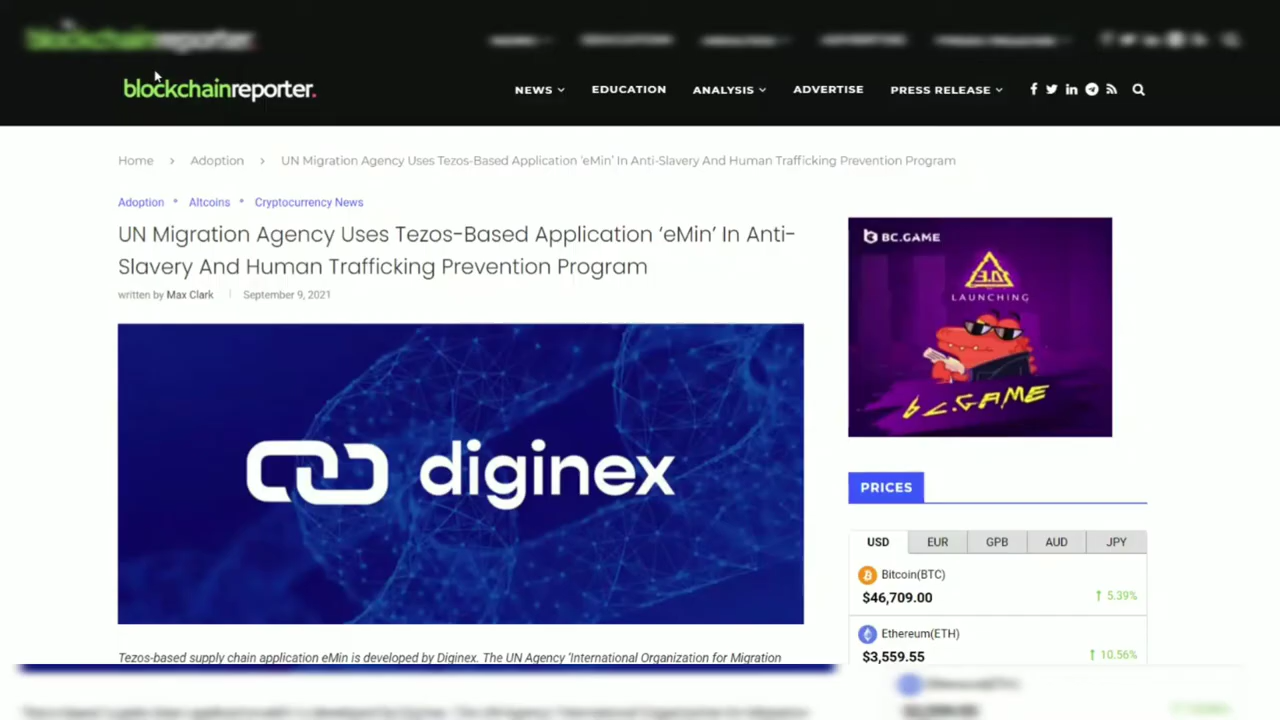 blockchainreporter.
NEWS EDUCATION ANALYSIS ADVERTISE PRESS RELEASE
Home > Adoption > UN Migration Agency Uses Tezos-Based Application 'eMin' In Anti-Slavery And Human Trafficking Prevention Program
Adoption • Altcoins • Cryptocurrency News
UN Migration Agency Uses Tezos-Based Application ‘eMin’ In Anti-
Slavery And Human Trafficking Prevention Program
written by Max Clark | September 9, 2021
diginex
Tezos-based supply chain application eMin is developed by Diginex. The UN Agency ‘International Organization for Migration
BC.GAME
3.0
LAUNCHING
bc.GAME
PRICES
USD EUR GPB AUD JPY
Bitcoin(BTC)
$46,709.00 ↑ 5.39%
Ethereum(ETH)
$3,559.55 ↑ 10.56%